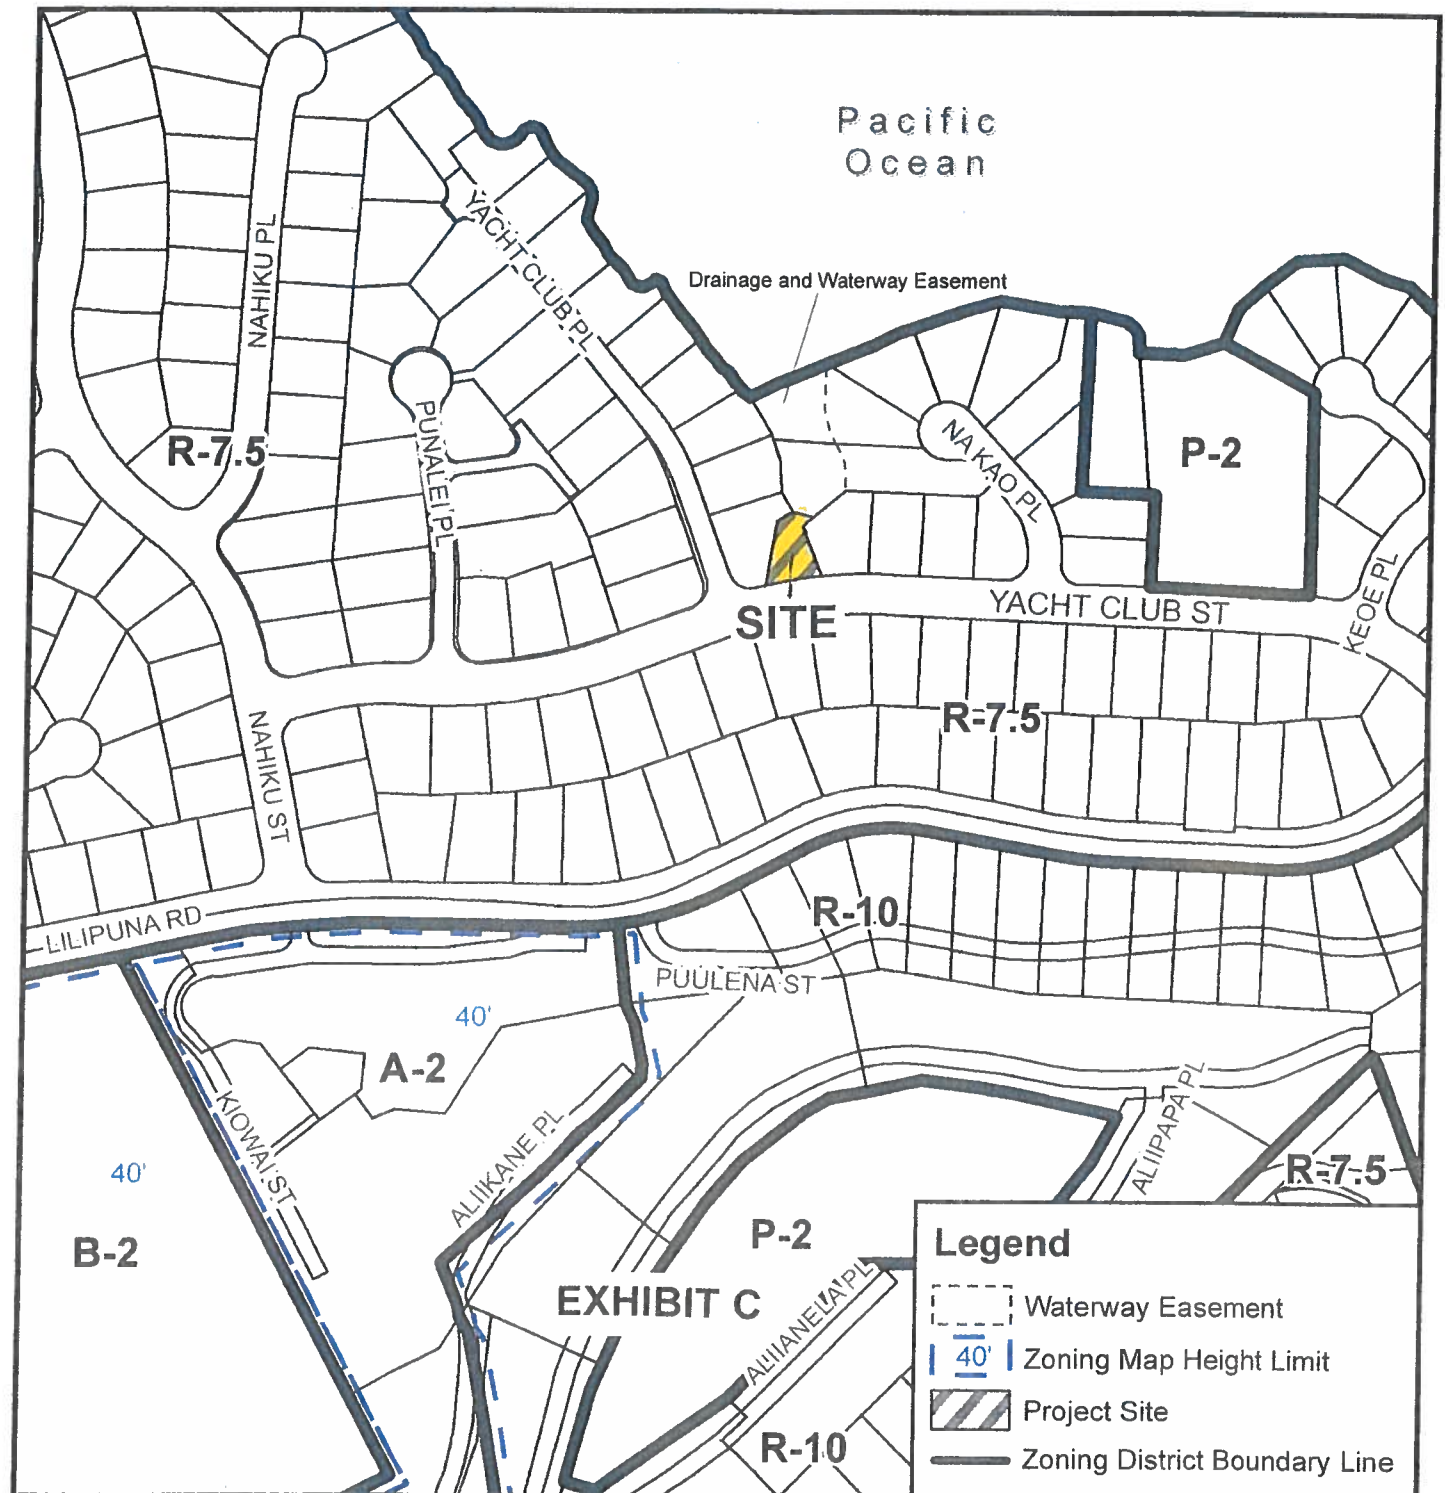 Pacific
Ocean
Drainage and Waterway Easement
YACHT CLUB PL
NAHIKU PL
PUNALEI PL
NA KAO PL
R-7.5
P-2
KEOE PL
YACHT CLUB ST
SITE
R-7.5
NAHIKU ST
R-10
LILIPUNA RD
PUULENA ST
40'
A-2
KIOWAI ST
ALIIKANE PL
ALIIPAPA PL
R-7.5
40'
B-2
P-2
EXHIBIT C
ALIIANELA PL
R-10
Legend
Waterway Easement
40' Zoning Map Height Limit
Project Site
Zoning District Boundary Line